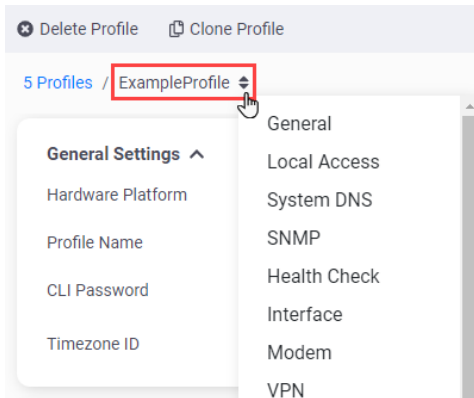 Delete Profile Clone Profile
5 Profiles / ExampleProfile
General
General Settings
Local Access
Hardware Platform
System DNS
Profile Name
SNMP
CLI Password
Health Check
Interface
Timezone ID
Modem
VPN